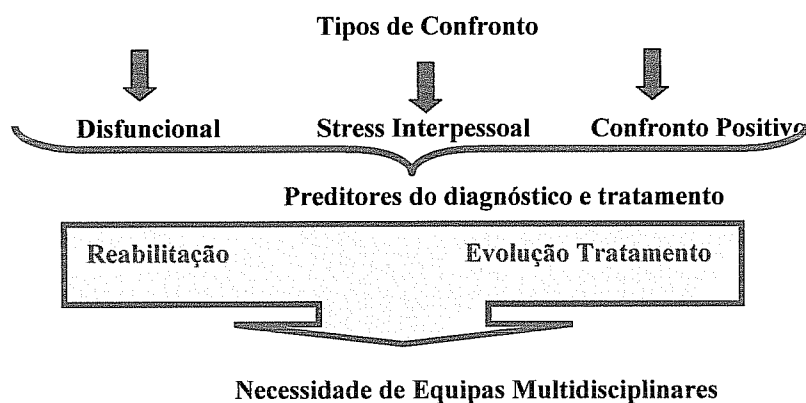 Tipos de Confronto
Disfuncional Stress Interpessoal Confronto Positivo
Preditores do diagnóstico e tratamento
Reabilitação Evolução Tratamento
Necessidade de Equipas Multidisciplinares